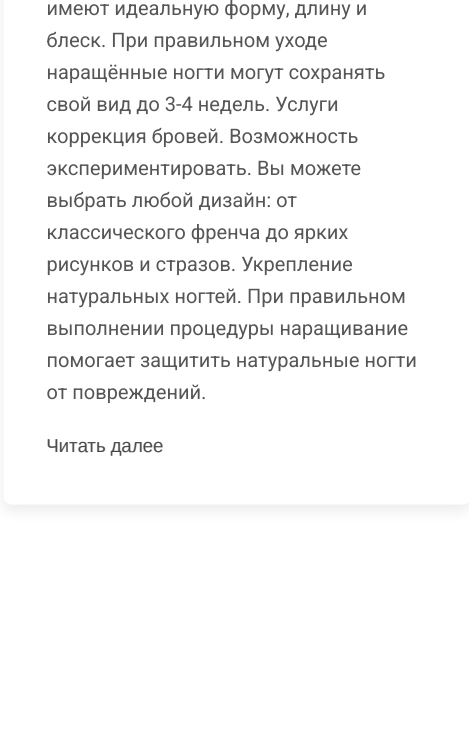 имеют идеальную форму, длину и
блеск. При правильном уходе
наращённые ногти могут сохранять
свой вид до 3-4 недель. Услуги
коррекция бровей. Возможность
экспериментировать. Вы можете
выбрать любой дизайн: от
классического френча до ярких
рисунков и стразов. Укрепление
натуральных ногтей. При правильном
выполнении процедуры наращивание
помогает защитить натуральные ногти
от повреждений.
Читать далее